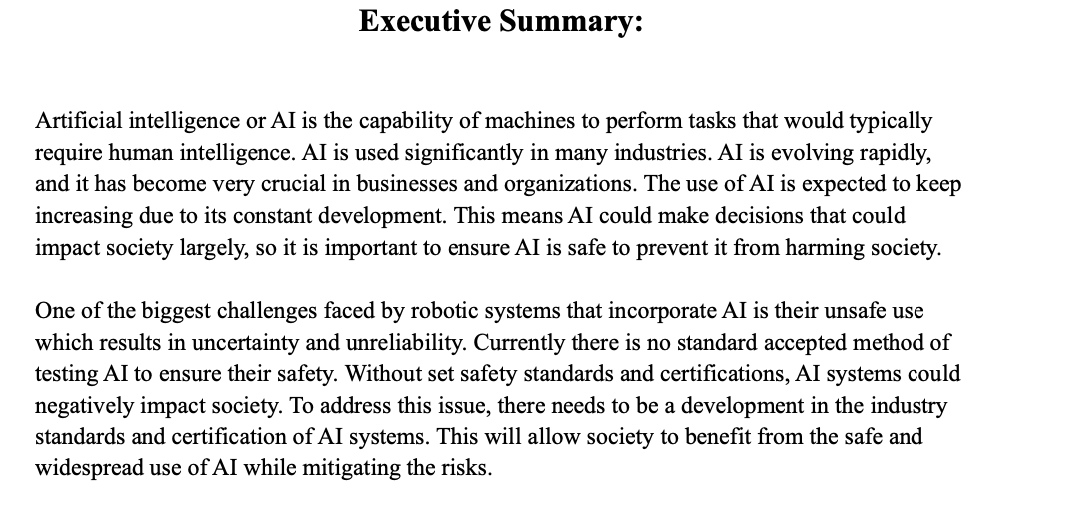 Executive Summary:
Artificial intelligence or AI is the capability of machines to perform tasks that would typically
require human intelligence. AI is used significantly in many industries. AI is evolving rapidly,
and it has become very crucial in businesses and organizations. The use of AI is expected to keep
increasing due to its constant development. This means AI could make decisions that could
impact society largely, so it is important to ensure AI is safe to prevent it from harming society.
One of the biggest challenges faced by robotic systems that incorporate AI is their unsafe use
which results in uncertainty and unreliability. Currently there is no standard accepted method of
testing AI to ensure their safety. Without set safety standards and certifications, AI systems could
negatively impact society. To address this issue, there needs to be a development in the industry
standards and certification of AI systems. This will allow society to benefit from the safe and
widespread use of AI while mitigating the risks.